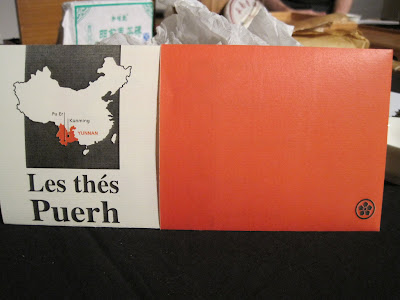 Pu Er
Kunming
YUNNAN
Les thés
Puerh